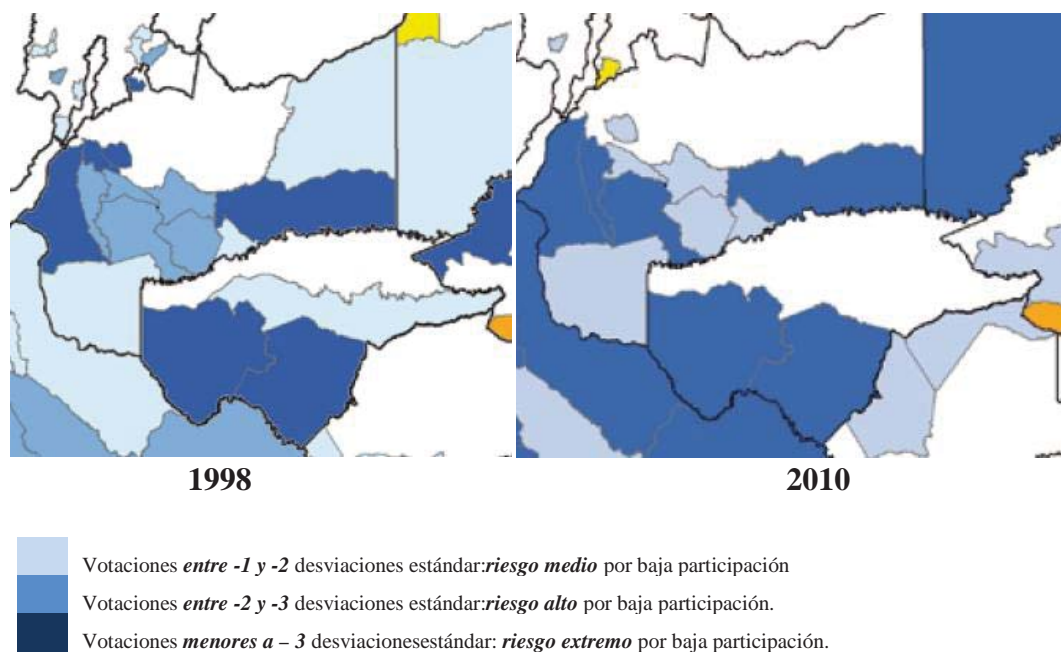 1998
2010
Votaciones entre -1 y -2 desviaciones estándar:riesgo medio por baja participación
Votaciones entre -2 y -3 desviaciones estándar:riesgo alto por baja participación.
Votaciones menores a – 3 desviacionesestándar: riesgo extremo por baja participación.